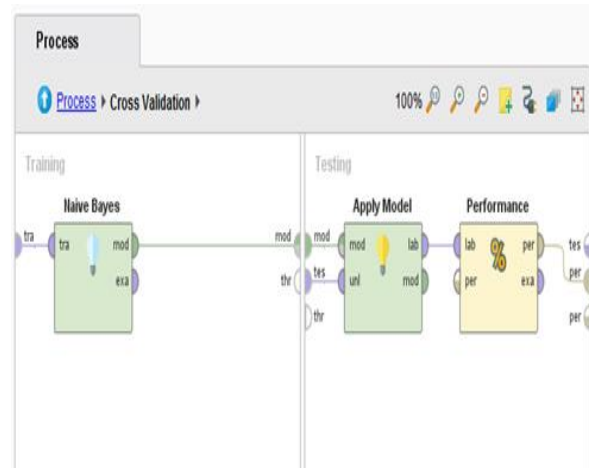 Process
Process ▸ Cross Validation ▸ 100%
Training
Testing
Naive Bayes
Apply Model
Performance
tra tra mod mod mod mod lab lab % per tes
exa thr tes unl mod per exa per
thr per